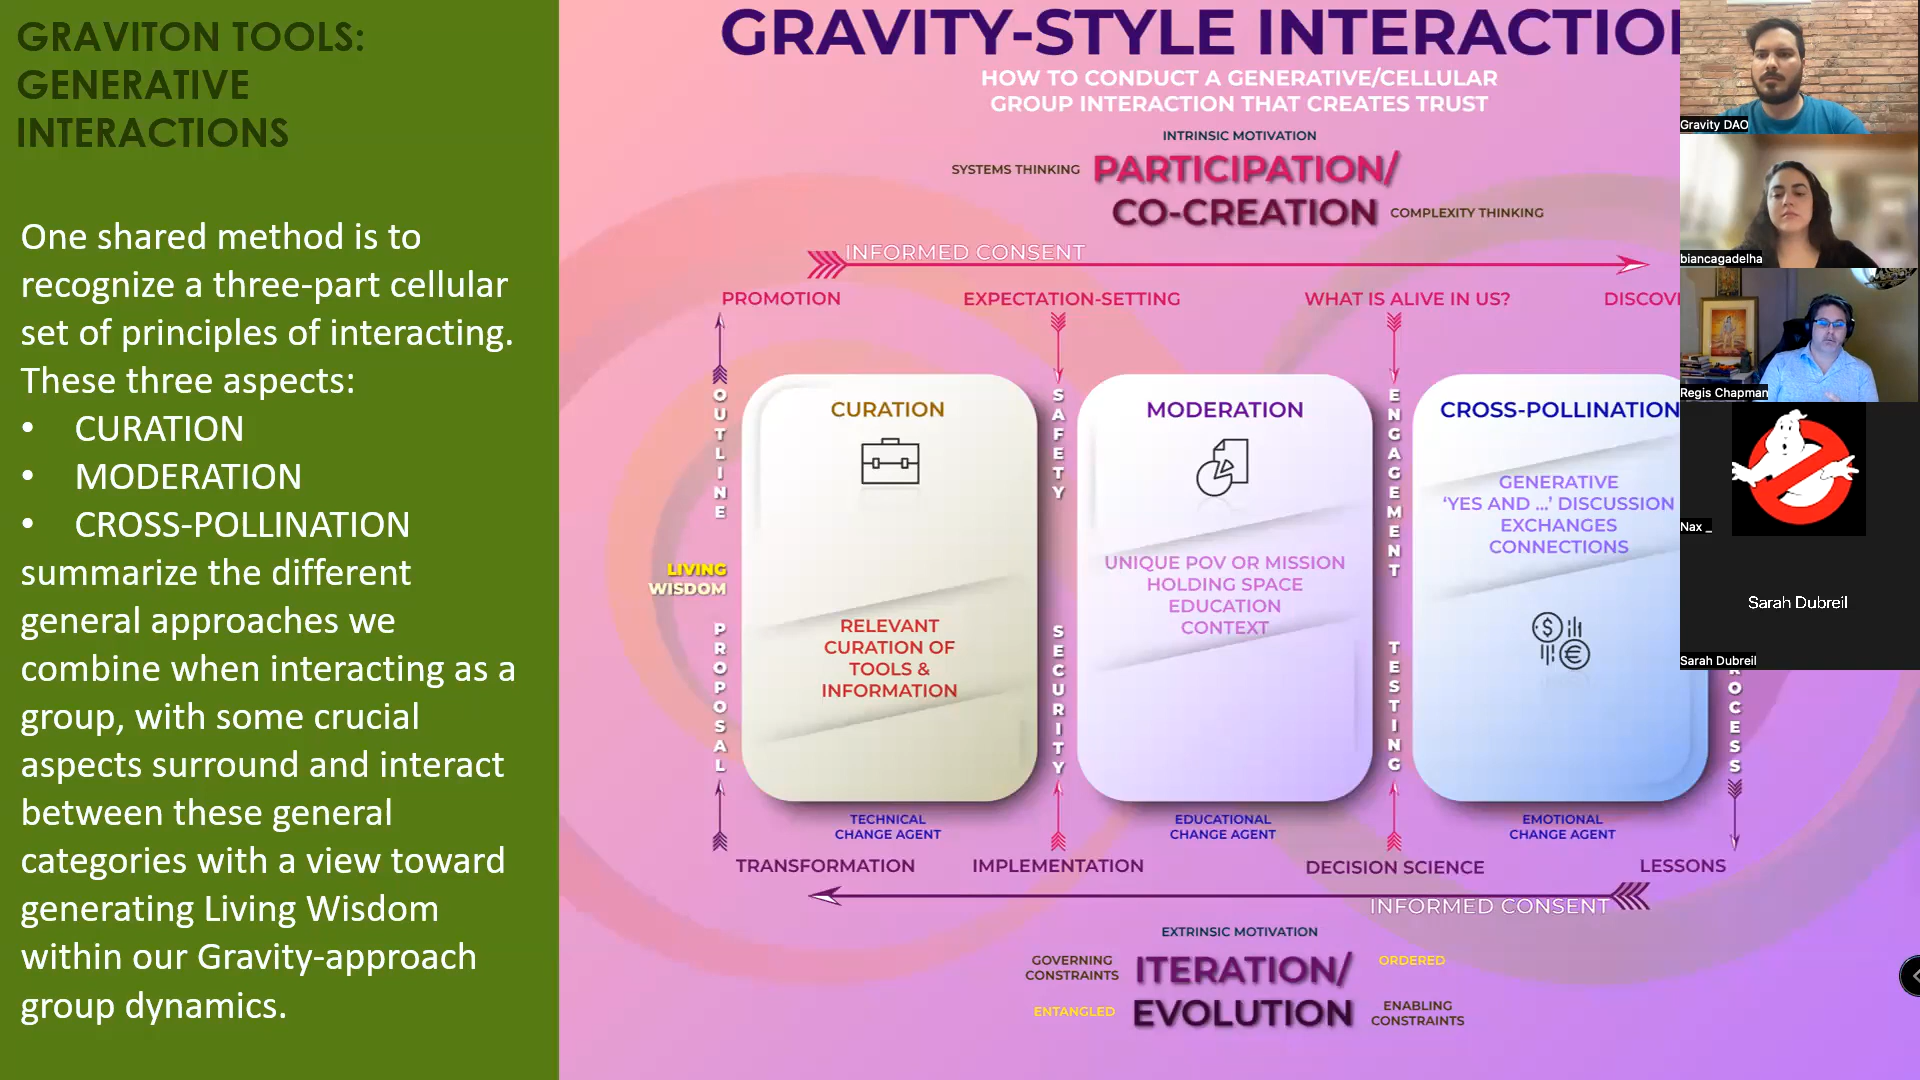 GRAVITON TOOLS:
GENERATIVE
INTERACTIONS
One shared method is to
recognize a three-part cellular
set of principles of interacting.
These three aspects:
• CURATION
• MODERATION
• CROSS-POLLINATION
summarize the different
general approaches we
combine when interacting as a
group, with some crucial
aspects surround and interact
between these general
categories with a view toward
generating Living Wisdom
within our Gravity-approach
group dynamics.
GRAVITY-STYLE INTERACTIO
HOW TO CONDUCT A GENERATIVE/CELLULAR
GROUP INTERACTION THAT CREATES TRUST
INTRINSIC MOTIVATION
SYSTEMS THINKING
PARTICIPATION/
CO-CREATION
COMPLEXITY THINKING
INFORMED CONSENT
PROMOTION
EXPECTATION-SETTING
WHAT IS ALIVE IN US?
DISCOV
OUTLINE
LIVING
WISDOM
PROPOSAL
CURATION
RELEVANT
CURATION OF
TOOLS &
INFORMATION
TECHNICAL
CHANGE AGENT
SAFETY
SECURITY
MODERATION
UNIQUE POV OR MISSION
HOLDING SPACE
EDUCATION
CONTEXT
EDUCATIONAL
CHANGE AGENT
ENGAGEMENT
TESTING
CROSS-POLLINATION
GENERATIVE
‘YES AND ...’ DISCUSSION
EXCHANGES
CONNECTIONS
$
€
EMOTIONAL
CHANGE AGENT
OCESS
TRANSFORMATION
IMPLEMENTATION
DECISION SCIENCE
LESSONS
INFORMED CONSENT
EXTRINSIC MOTIVATION
GOVERNING
CONSTRAINTS
ITERATION/
EVOLUTION
ORDERED
ENTANGLED
ENABLING
CONSTRAINTS
Gravity DAO
biancagadelha
Regis Chapman
Nax _
Sarah Dubreil
Sarah Dubreil